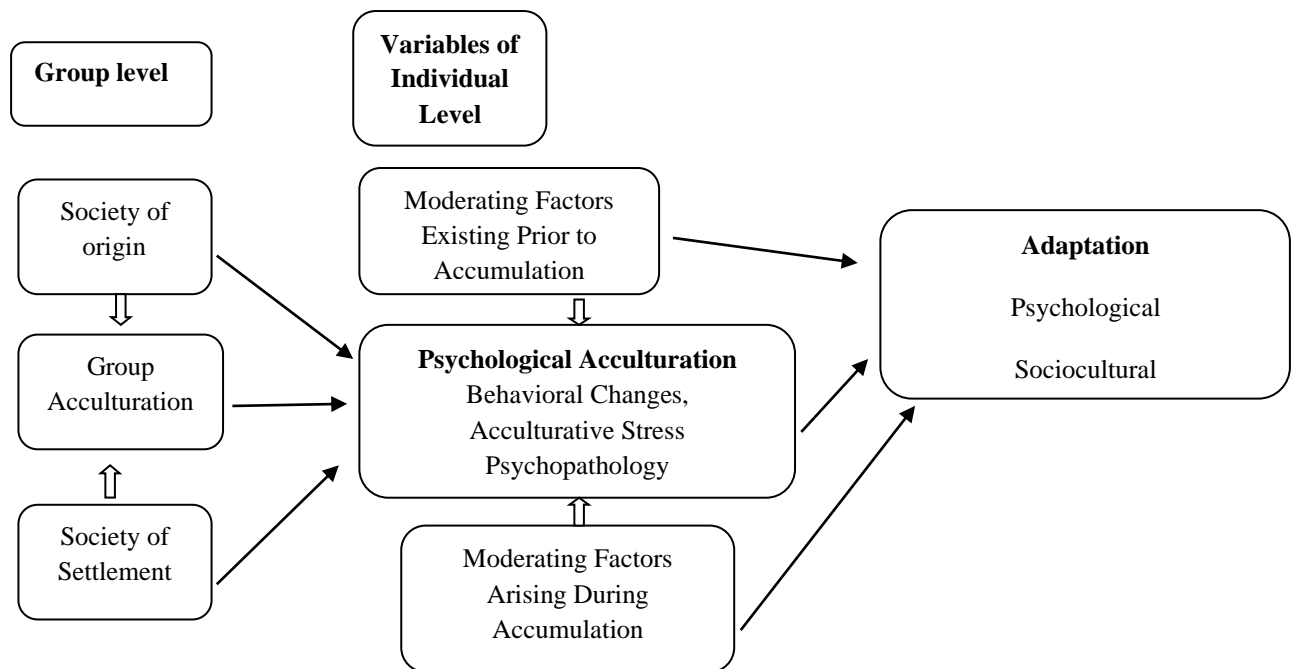 Group level
Variables of
Individual
Level
Society of
origin
Moderating Factors
Existing Prior to
Accumulation
Adaptation
Psychological
Sociocultural
Group
Acculturation
Psychological Acculturation
Behavioral Changes,
Acculturative Stress
Psychopathology
Society of
Settlement
Moderating Factors
Arising During
Accumulation